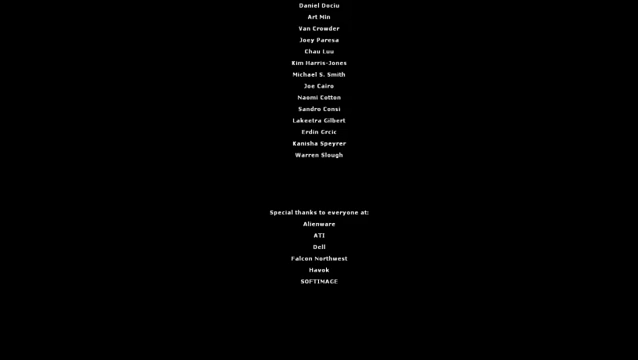 Daniel Dociu
Art Min
Van Crowder
Joey Paresa
Chau Luu
Kim Harris-Jones
Michael S. Smith
Joe Cairo
Naomi Cotton
Sandro Consi
Lakeetra Gilbert
Erdin Grcic
Kanisha Speyrer
Warren Slough
Special thanks to everyone at:
Alienware
ATI
Dell
Falcon Northwest
Havok
SOFTIMAGE